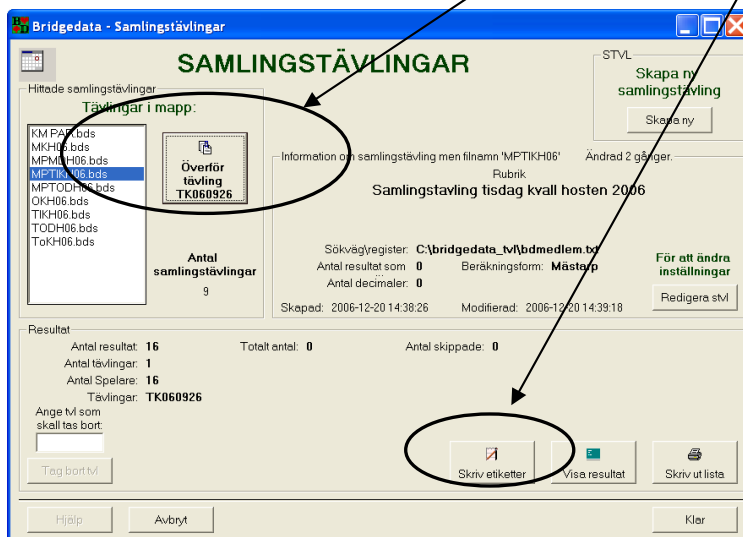 Bridgedata - Samlingstävlingar
SAMLINGSTÄVLINGAR
STVL
Skapa ny
samlingstävling
Skapa ny
Hittade samlingstävlingar
Tävlingar i mapp:
KM PAR.bds
MKH06.bds
MPMDH06.bds
MPTIKH06.bds
MPTODH06.bds
OKH06.bds
TIKH06.bds
TODH06.bds
ToKH06.bds
Överför
tävling
TK060926
Antal
samlingstävlingar
9
Information om samlingstävling men filnamn 'MPTIKH06' Ändrad 2 gånger.
Rubrik
Samlingstavling tisdag kvall hosten 2006
Sökväg\register: C:\bridgedata_tvl\bdmedlem.txt
Antal resultat som 0 Beräkningsform: Mästarp
Antal decimaler: 0
Skapad: 2006-12-20 14:38:26 Modifierad: 2006-12-20 14:39:18
För att ändra
inställningar
Redigera stvl
Resultat
Antal resultat: 16 Totalt antal: 0 Antal skippade: 0
Antal tävlingar: 1
Antal Spelare: 16
Tävlingar: TK060926
Ange tvl som
skall tas bort:
Tag bort tvl
Skriv etiketter
Visa resultat
Skriv ut lista
Hjälp
Avbryt
Klar